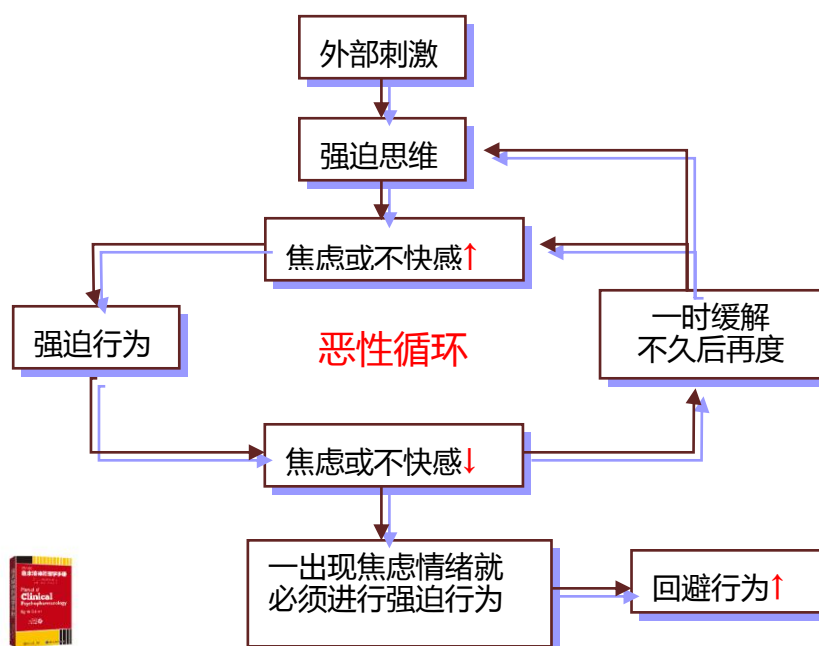 外部刺激
强迫思维
焦虑或不快感↑
强迫行为
恶性循环
一时缓解
不久后再度
焦虑或不快感↓
一出现焦虑情绪就
必须进行强迫行为
回避行为↑
Manual of
Clinical
Psychopharmacology